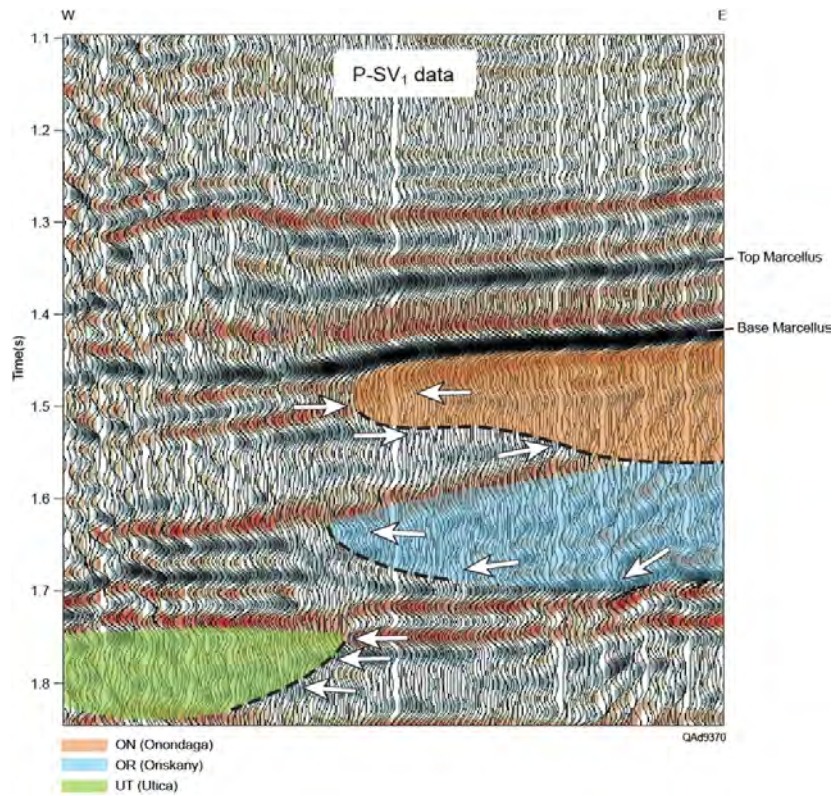 W
E
P-SV₁ data
1.1
1.2
1.3
1.4
1.5
1.6
1.7
1.8
Time(s)
Top Marcellus
Base Marcellus
QAd9370
ON (Onondaga)
OR (Oriskany)
UT (Utica)